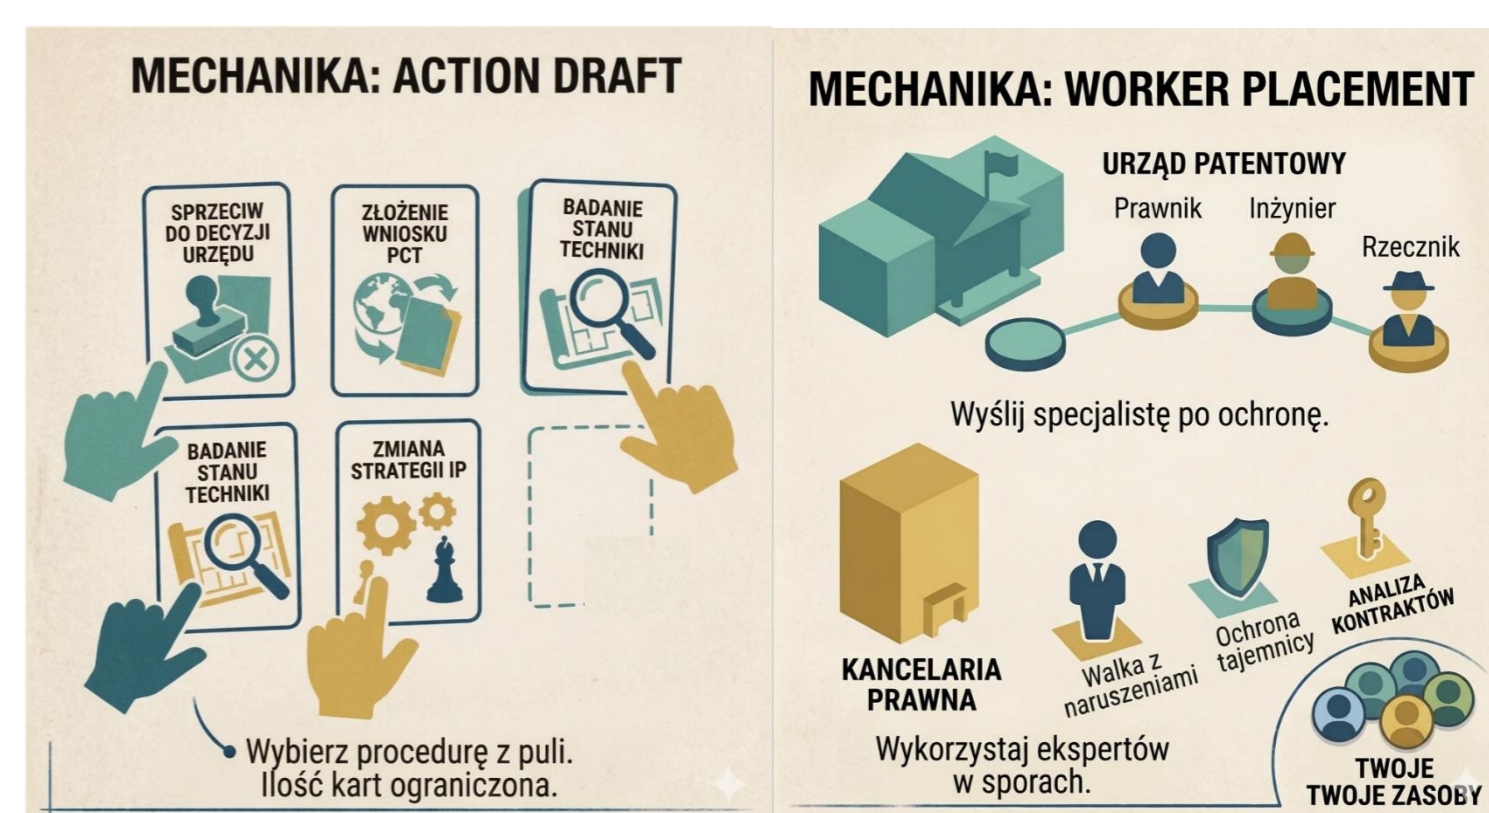 MECHANIKA: ACTION DRAFT
SPRZECIW
DO DECYZJI
URZĘDU
ZŁOŻENIE
WNIOSKU
PCT
BADANIE
STANU
TECHNIKI
BADANIE
STANU
TECHNIKI
ZMIANA
STRATEGII IP
Wybierz procedurę z puli.
Ilość kart ograniczona.
MECHANIKA: WORKER PLACEMENT
URZĄD PATENTOWY
Prawnik
Inżynier
Rzecznik
Wyślij specjalistę po ochronę.
KANCELARIA
PRAWNA
Walka z
naruszeniami
Ochrona
tajemnicy
ANALIZA
KONTRAKTÓW
Wykorzystaj ekspertów
w sporach.
TWOJE
TWOJE ZASOBY